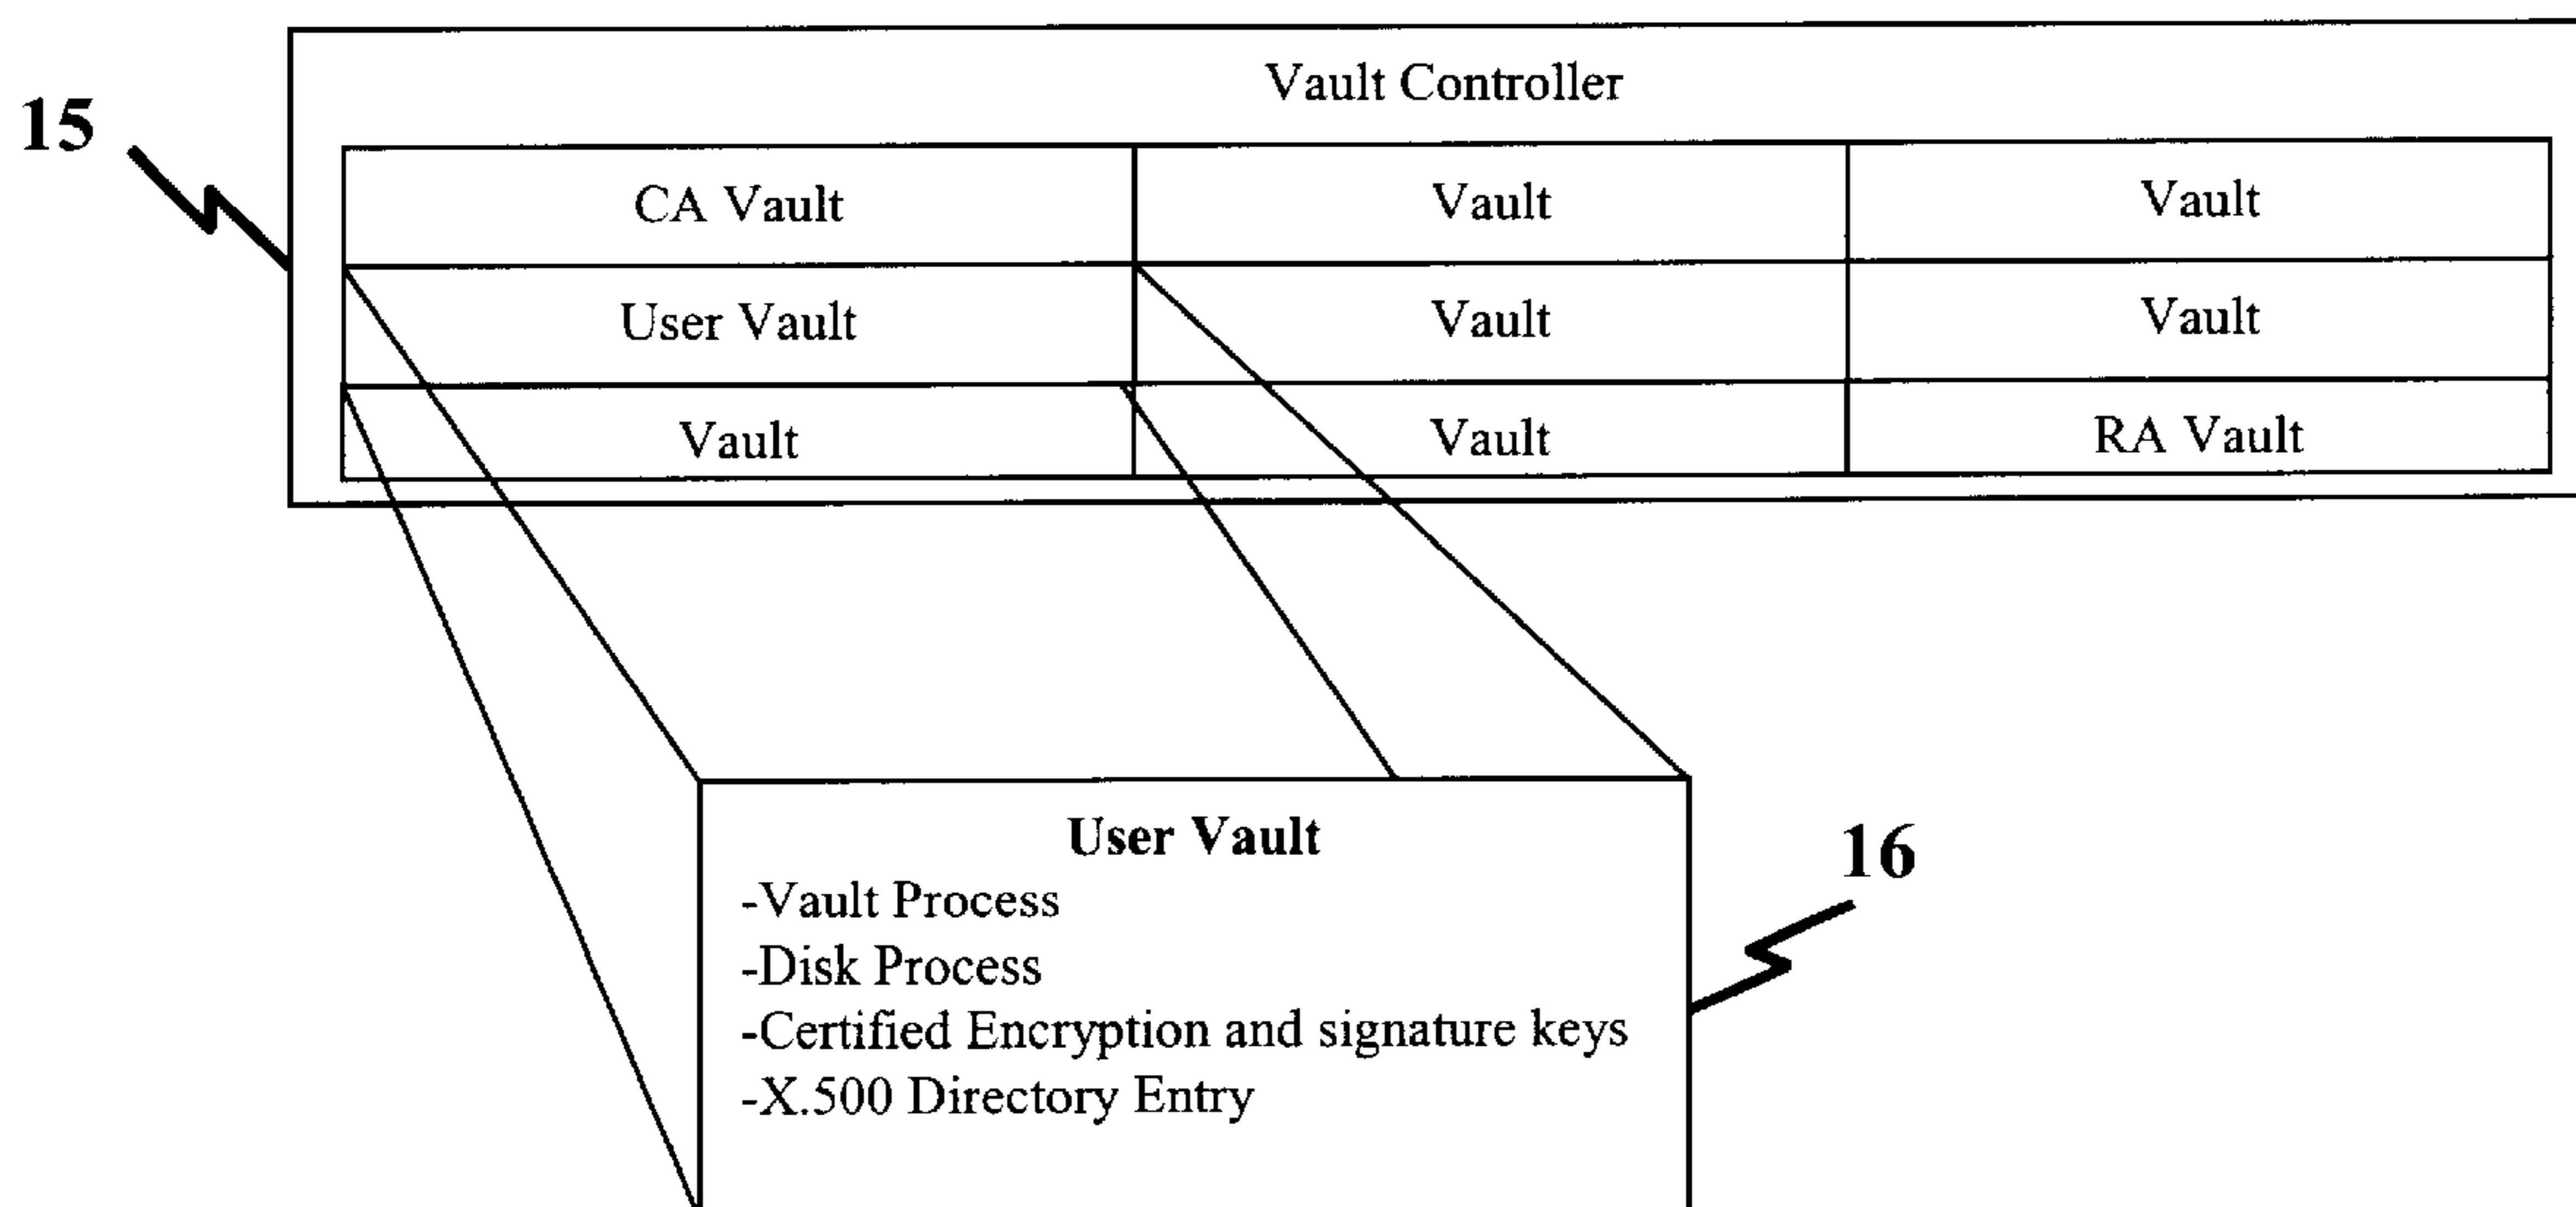 Vault Controller
15
CA Vault Vault Vault
User Vault Vault Vault
Vault Vault RA Vault
User Vault
16
-Vault Process
-Disk Process
-Certified Encryption and signature keys
-X.500 Directory Entry